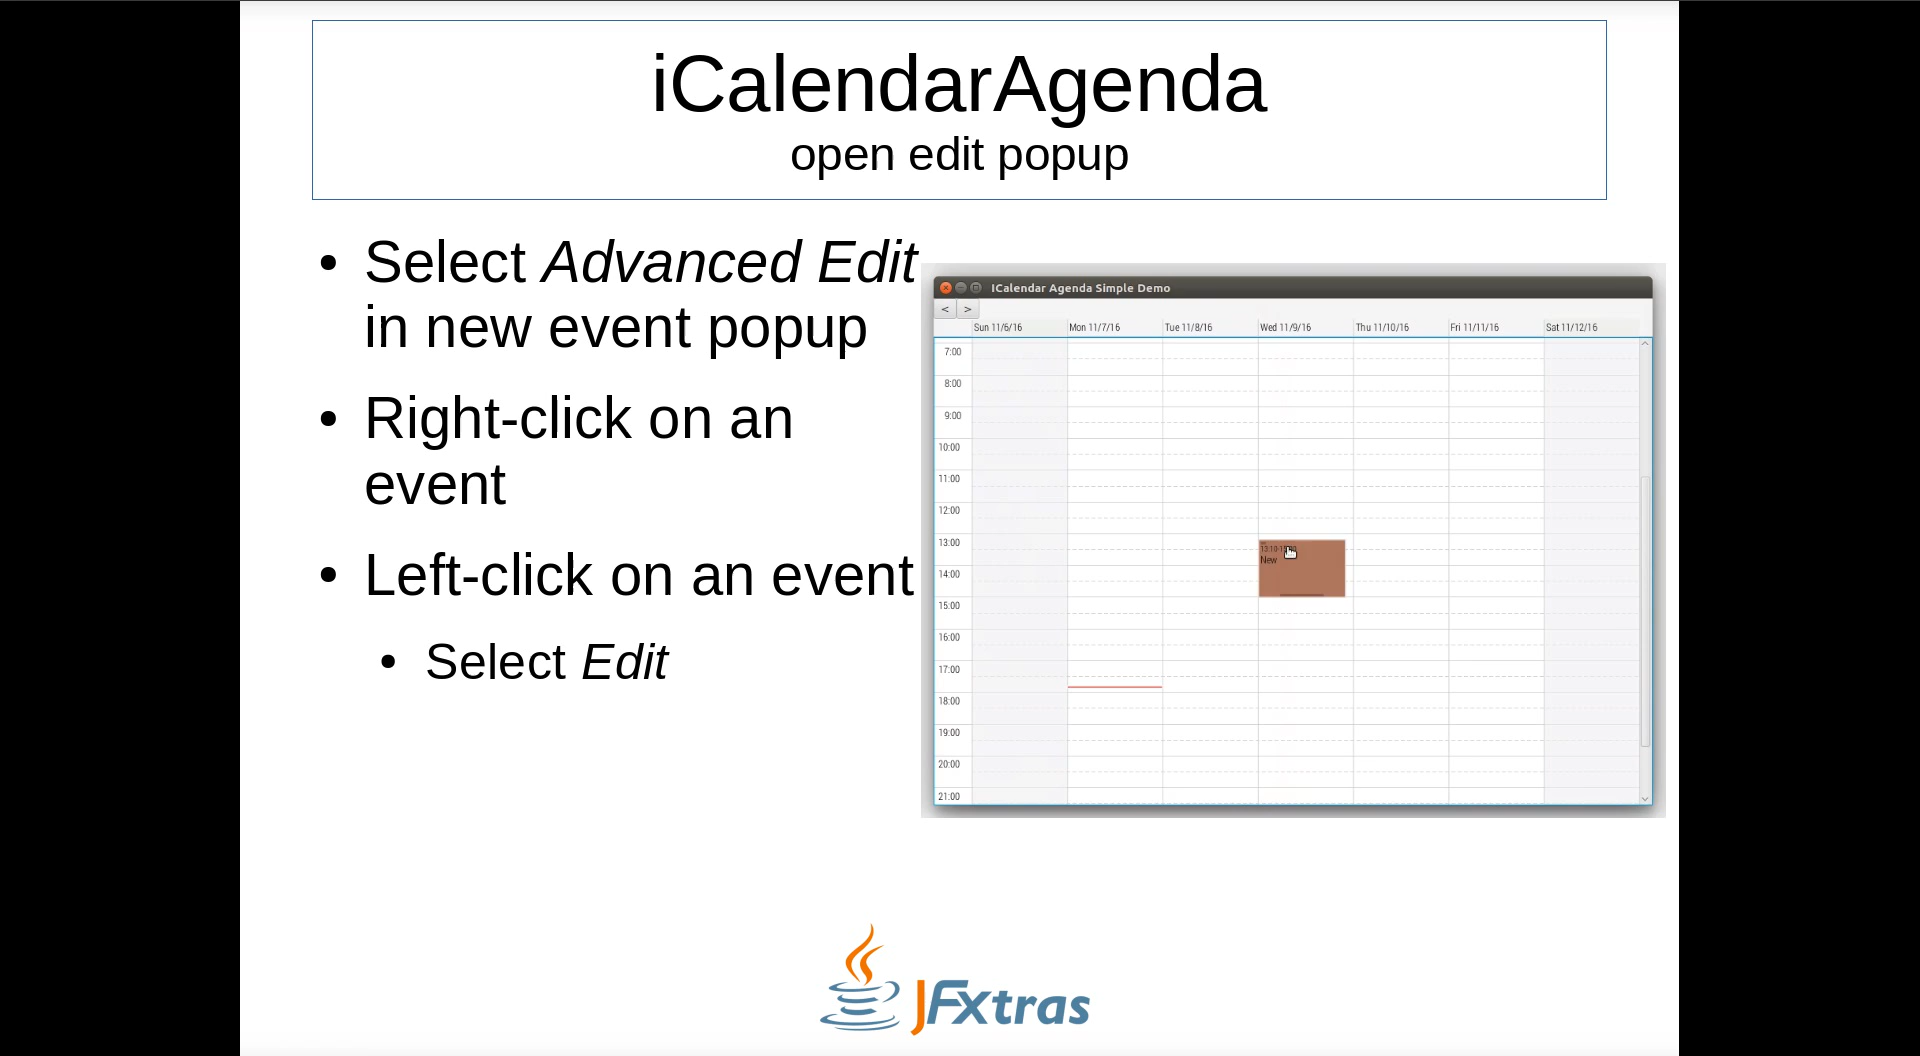 iCalendarAgenda
open edit popup
• Select Advanced Edit
in new event popup
• Right-click on an
event
• Left-click on an event
• Select Edit
ICalendar Agenda Simple Demo
< >
Sun 11/6/16 Mon 11/7/16 Tue 11/8/16 Wed 11/9/16 Thu 11/10/16 Fri 11/11/16 Sat 11/12/16
7:00
8:00
9:00
10:00
11:00
12:00
13:00
New
14:00
15:00
16:00
17:00
18:00
19:00
20:00
21:00
JFXtras